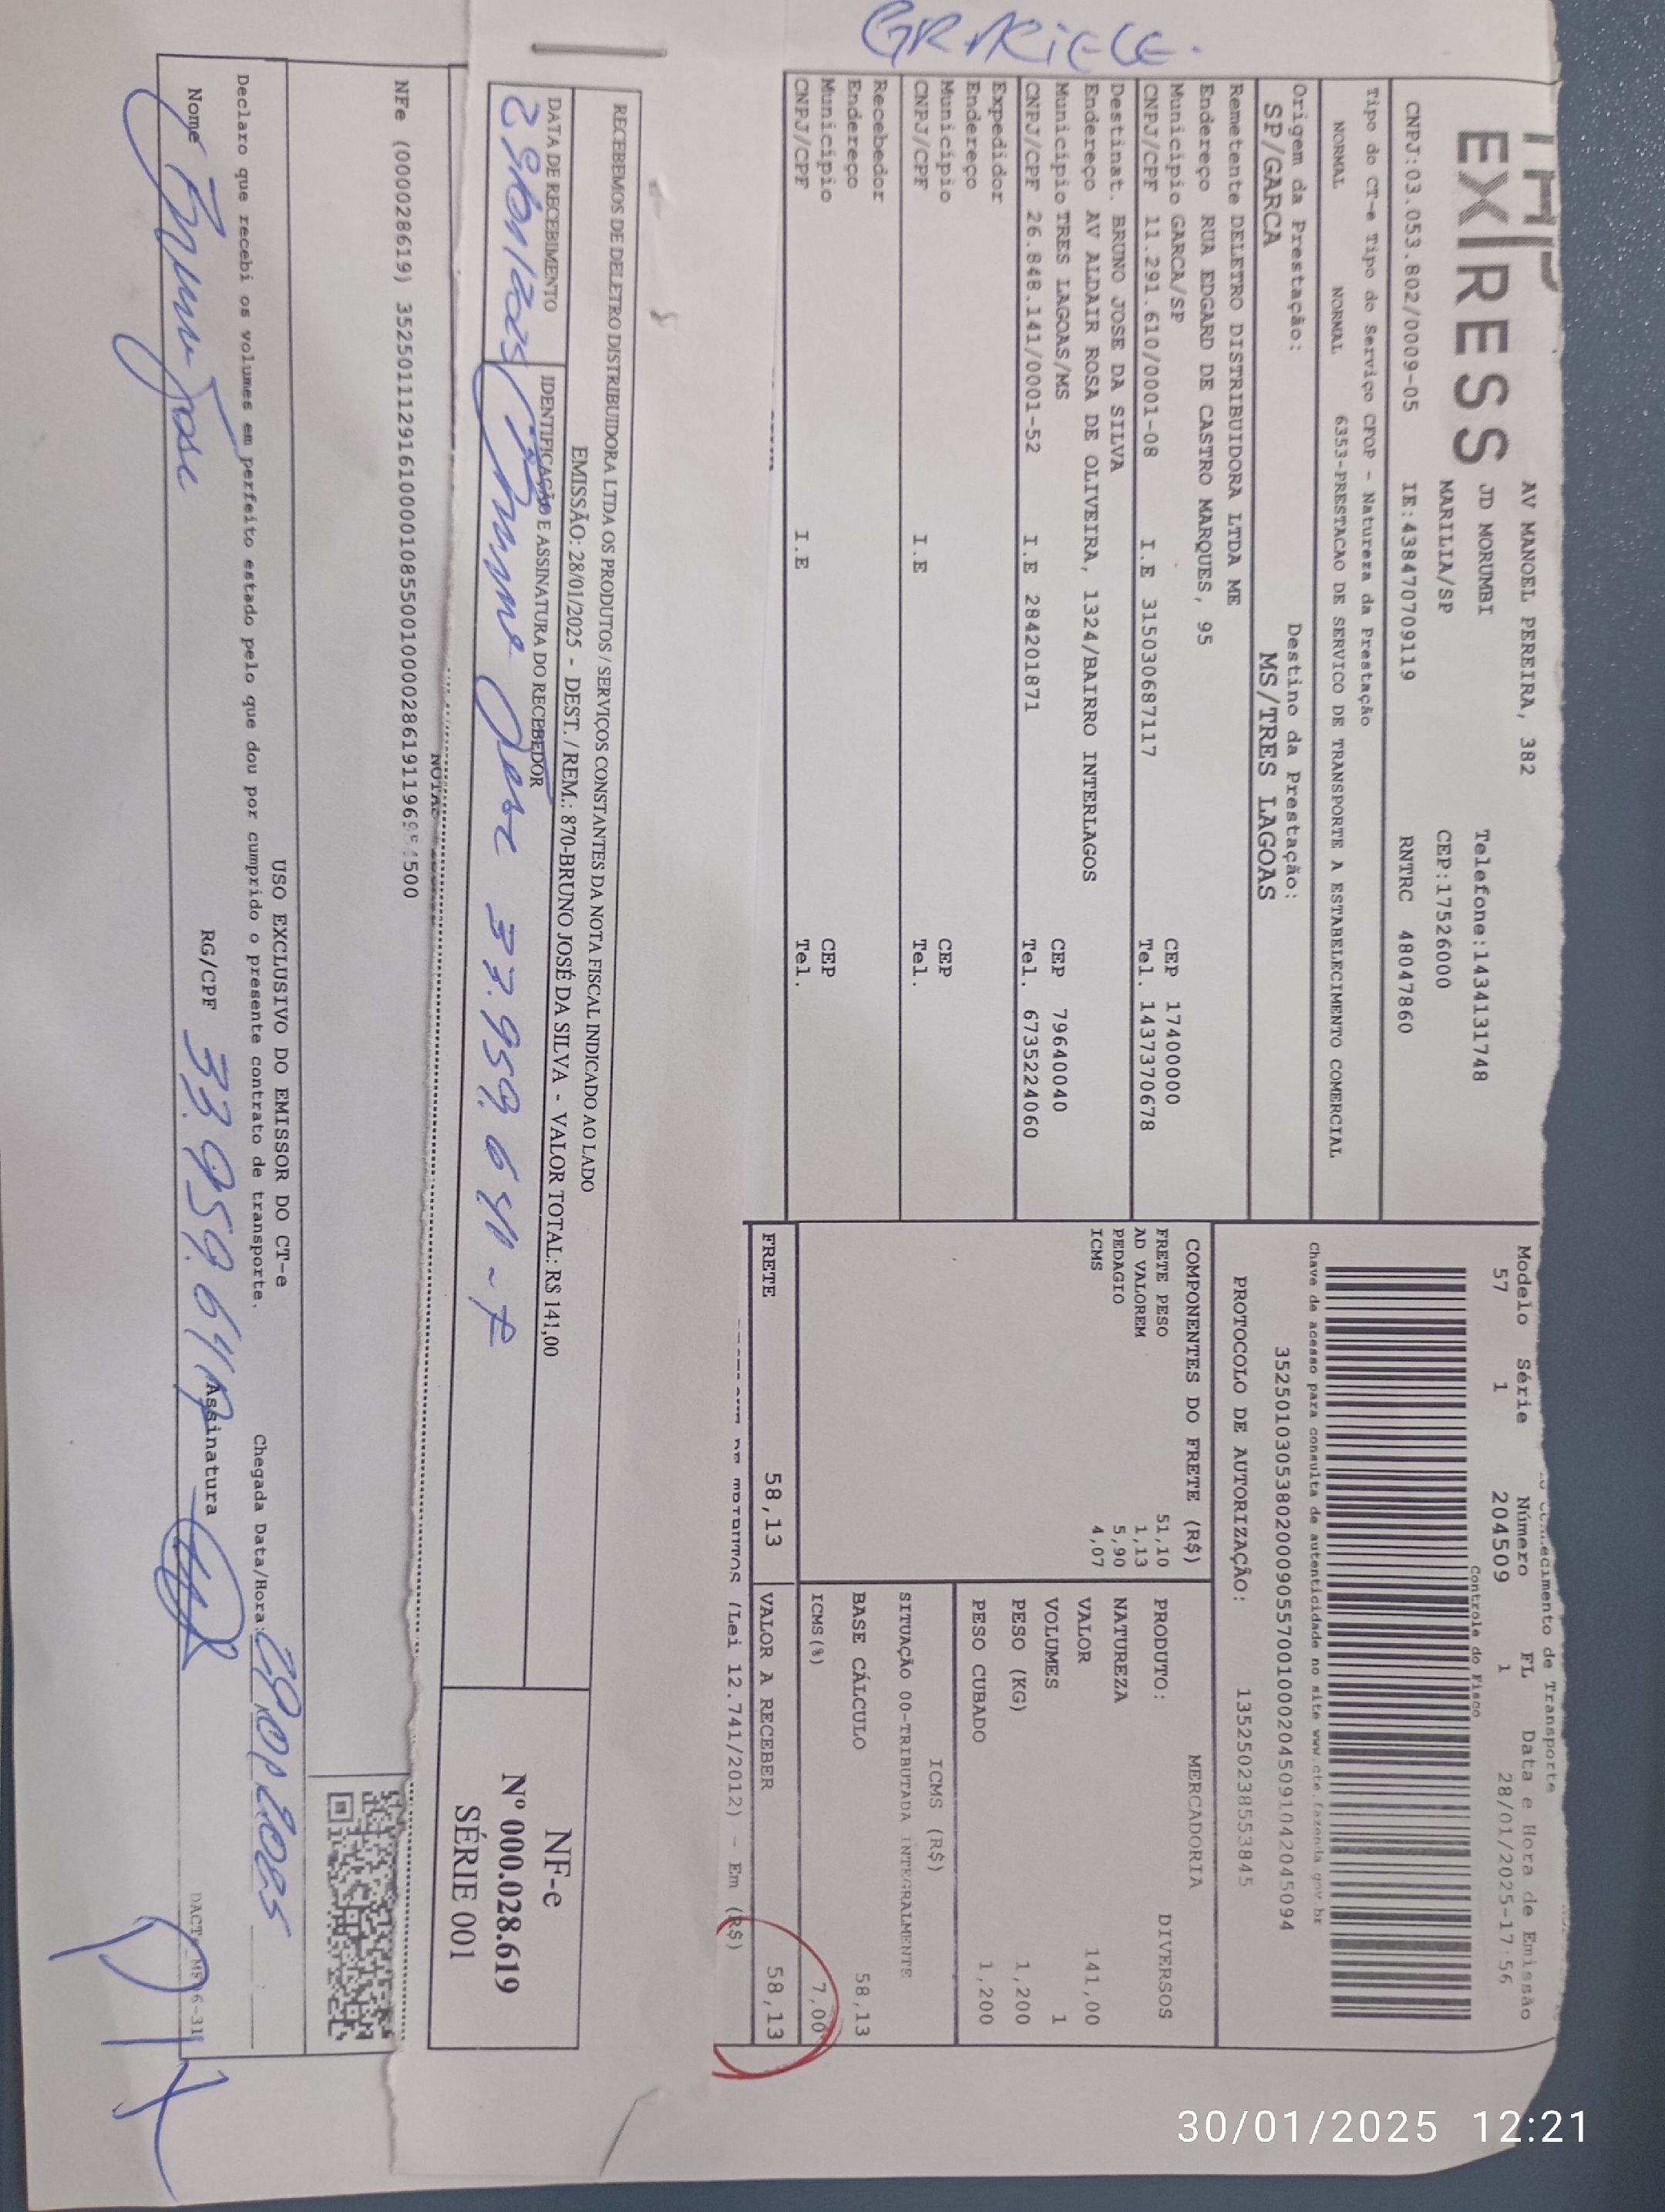 GRAKIELE.
EXPRESS
AV MANOEL PEREIRA, 382
JD MORUMBI
Telefone:1434131748
MARILIA/SP
CEP:17526000
CNPJ:03.053.802/0009-05 IE:438470709119 RNTRC 48047860
Tipo do CT-e Tipo do Serviço CFOP - Natureza da Prestação
NORMAL NORMAL 6353-PRESTACAO DE SERVICO DE TRANSPORTE A ESTABELECIMENTO COMERCIAL
Origem da Prestação: Destino da Prestação:
SP/GARCA MS/TRES LAGOAS
Remetente DELETRO DISTRIBUIDORA LTDA ME
Endereço RUA EDGARD DE CASTRO MARQUES, 95
Municipio GARCA/SP CEP 17400000
CNPJ/CPF 11.291.610/0001-08 I.E 315030687117 Tel. 1437370678
Destinat. BRUNO JOSE DA SILVA
Endereço AV ALDAIR ROSA DE OLIVEIRA, 1324/BAIRRO INTERLAGOS
Municipio TRES LAGOAS/MS CEP 79640040
CNPJ/CPF 26.848.141/0001-52 I.E 284201871 Tel. 6735224060
Expedidor
Endereço
Municipio CEP
CNPJ/CPF I.E Tel.
Recebedor
Endereço
Municipio CEP
CNPJ/CPF I.E Tel.
de Transporte
Modelo Série Número FL Data e Hora de Emissão
57 1 204509 1 28/01/2025-17:56
Controle do Fisco
Chave de acesso para consulta de autenticidade no site www.cte.fazenda.gov.br
35250103053802000905570010002045091042045094
PROTOCOLO DE AUTORIZAÇÃO: 135250238553845
COMPONENTES DO FRETE (R$)
FRETE PESO 51,10
AD VALOREM 1,13
PEDAGIO 5,90
ICMS 4,07
MERCADORIA
PRODUTO: DIVERSOS
NATUREZA
VALOR 141,00
VOLUMES 1
PESO (KG) 1,200
PESO CUBADO 1,200
ICMS (R$)
SITUAÇÃO 00-TRIBUTADA INTEGRALMENTE
BASE CÁLCULO 58,13
ICMS(%) 7,00
FRETE 58,13 VALOR A RECEBER 58,13
DE TRIBUTOS (Lei 12.741/2012) - Em (R$)
RECEBEMOS DE DELETRO DISTRIBUIDORA LTDA OS PRODUTOS / SERVIÇOS CONSTANTES DA NOTA FISCAL INDICADO AO LADO
EMISSÃO: 28/01/2025 - DEST. / REM.: 870-BRUNO JOSÉ DA SILVA - VALOR TOTAL: R$ 141,00
DATA DE RECEBIMENTO IDENTIFICAÇÃO E ASSINATURA DO RECEBEDOR
Bruno Jose
NF-e
Nº 000.028.619
SÉRIE 001
USO EXCLUSIVO DO EMISSOR DO CT-e
Declaro que recebi os volumes em perfeito estado pelo que dou por cumprido o presente contrato de transporte. Chegada Data/Hora:
Nome Bruno Jose RG/CPF Assinatura
30/01/2025 12:21